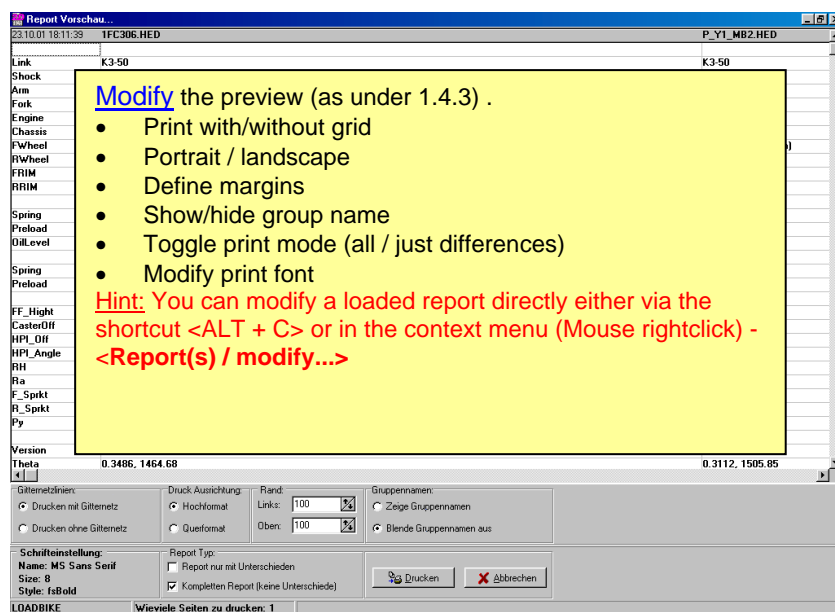 Report Vorschau...
23.10.01 18:11:39 1FC306.HED P_Y1_MB2.HED
Link K3-50 K3-50
Shock
Arm
Fork
Engine
Chassis
FWheel
RWheel
FRIM
RRIM
Spring
Preload
OilLevel
Spring
Preload
FF_Hight
CasterOff
HPI_Off
HPI_Angle
RH
Ra
F_Sprkt
R_Sprkt
Py
Version
Theta 0.3486, 1464.68 0.3112, 1505.85
Modify the preview (as under 1.4.3) .
• Print with/without grid
• Portrait / landscape
• Define margins
• Show/hide group name
• Toggle print mode (all / just differences)
• Modify print font
Hint: You can modify a loaded report directly either via the
shortcut <ALT + C> or in the context menu (Mouse rightclick) -
<Report(s) / modify...>
Gitternetzlinien: Druck Ausrichtung: Rand: Gruppennamen:
Drucken mit Gitternetz Hochformat Links: 100 Zeige Gruppennamen
Drucken ohne Gitternetz Querformat Oben: 100 Blende Gruppennamen aus
Schrifteinstellung: Report Typ:
Name: MS Sans Serif Report nur mit Unterschieden
Size: 8 Kompletten Report (keine Unterschiede) Drucken Abbrechen
Style: fsBold
LOADBIKE Wieviele Seiten zu drucken: 1